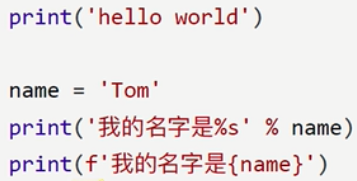 print('hello world')
name = 'Tom'
print('我的名字是%s' % name)
print(f'我的名字是{name}')